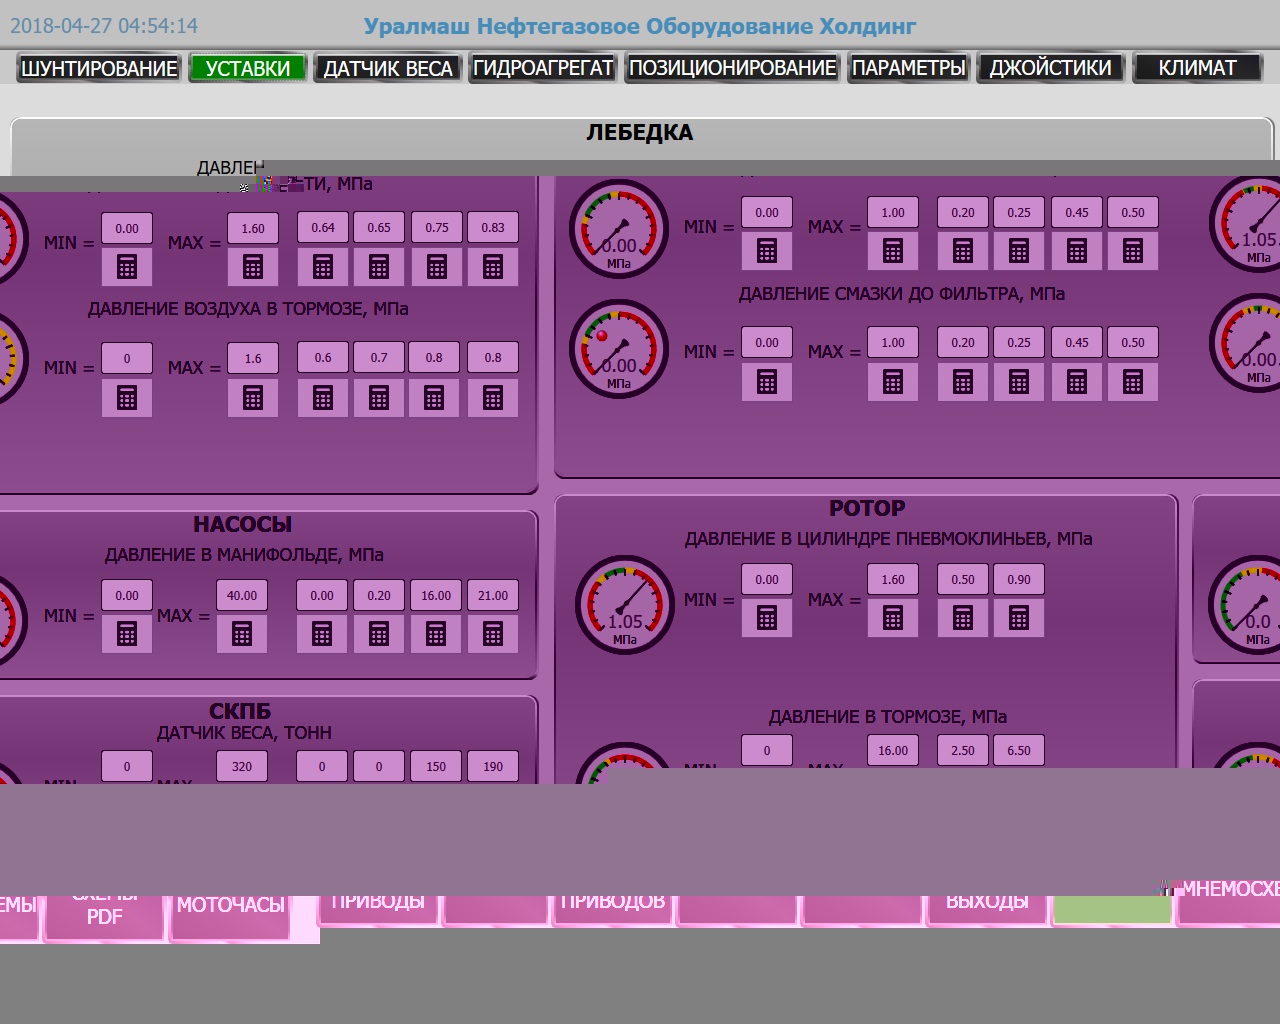 2018-04-27 04:54:14
Уралмаш Нефтегазовое Оборудование Холдинг
ШУНТИРОВАНИЕ УСТАВКИ ДАТЧИК ВЕСА ГИДРОАГРЕГАТ ПОЗИЦИОНИРОВАНИЕ ПАРАМЕТРЫ ДЖОЙСТИКИ КЛИМАТ
ЛЕБЕДКА
МПа
MIN = 0.00 MAX = 1.60 0.64 0.65 0.75 0.83
0.00 МПа
MIN = 0.00 MAX = 1.00 0.20 0.25 0.45 0.50
1.05 МПа
ДАВЛЕНИЕ ВОЗДУХА В ТОРМОЗЕ, МПа
MIN = 0 MAX = 1.6 0.6 0.7 0.8 0.8
ДАВЛЕНИЕ СМАЗКИ ДО ФИЛЬТРА, МПа
0.00 МПа
MIN = 0.00 MAX = 1.00 0.20 0.25 0.45 0.50
0.00 МПа
НАСОСЫ
ДАВЛЕНИЕ В МАНИФОЛЬДЕ, МПа
MIN = 0.00 MAX = 40.00 0.00 0.20 16.00 21.00
РОТОР
ДАВЛЕНИЕ В ЦИЛИНДРЕ ПНЕВМОКЛИНЬЕВ, МПа
1.05 МПа
MIN = 0.00 MAX = 1.60 0.50 0.90
0.0 МПа
СКПБ
ДАТЧИК ВЕСА, ТОНН
0 320 0 0 150 190
ДАВЛЕНИЕ В ТОРМОЗЕ, МПа
0 16.00 2.50 6.50
СХЕМЫ
PDF
МОТОЧАСЫ
ПРИВОДЫ
ПРИВОДОВ
ВЫХОДЫ